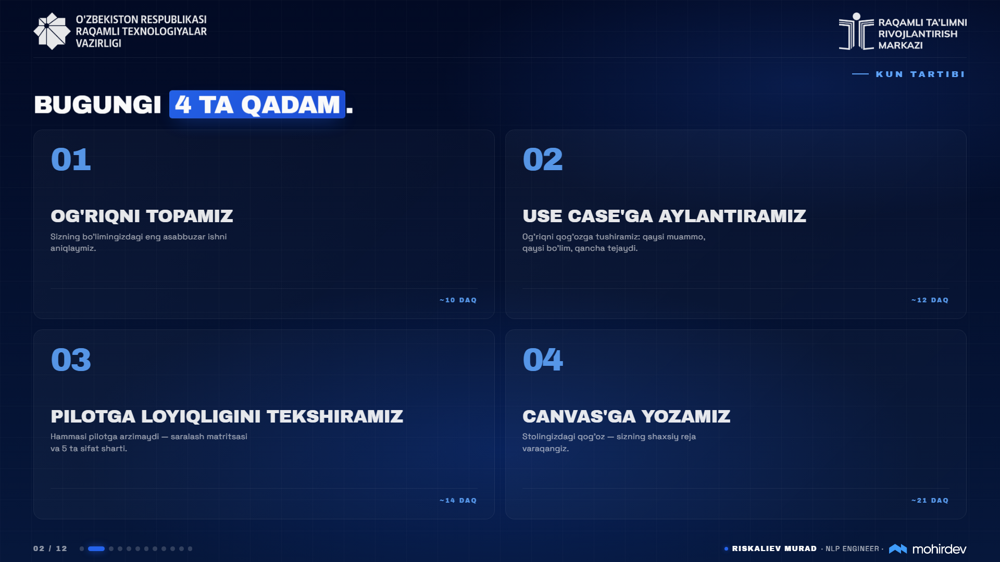 O'ZBEKISTON RESPUBLIKASI
RAQAMLI TEXNOLOGIYALAR
VAZIRLIGI
RAQAMLI TA'LIMNI
RIVOJLANTIRISH
MARKAZI
KUN TARTIBI
BUGUNGI 4 TA QADAM.
01
OG'RIQNI TOPAMIZ
Sizning bo'limingizdagi eng asabbuzar ishni
aniqlaymiz.
~10 DAQ
02
USE CASE'GA AYLANTIRAMIZ
Og'riqni qog'ozga tushiramiz: qaysi muammo,
qaysi bo'lim, qancha tejaydi.
~12 DAQ
03
PILOTGA LOYIQLIGINI TEKSHIRAMIZ
Hammasi pilotga arzimaydi — saralash matritsasi
va 5 ta sifat sharti.
~14 DAQ
04
CANVAS'GA YOZAMIZ
Stolingizdagi qog'oz — sizning shaxsiy reja
varaqangiz.
~21 DAQ
02 / 12
RISKALIEV MURAD · NLP ENGINEER ·
mohirdev